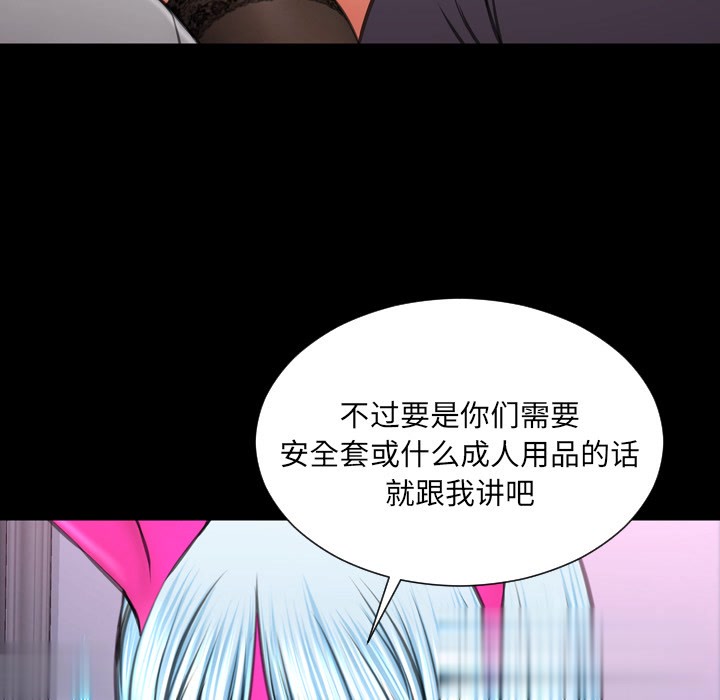 不过要是你们需要
安全套或什么成人用品的话
就跟我讲吧